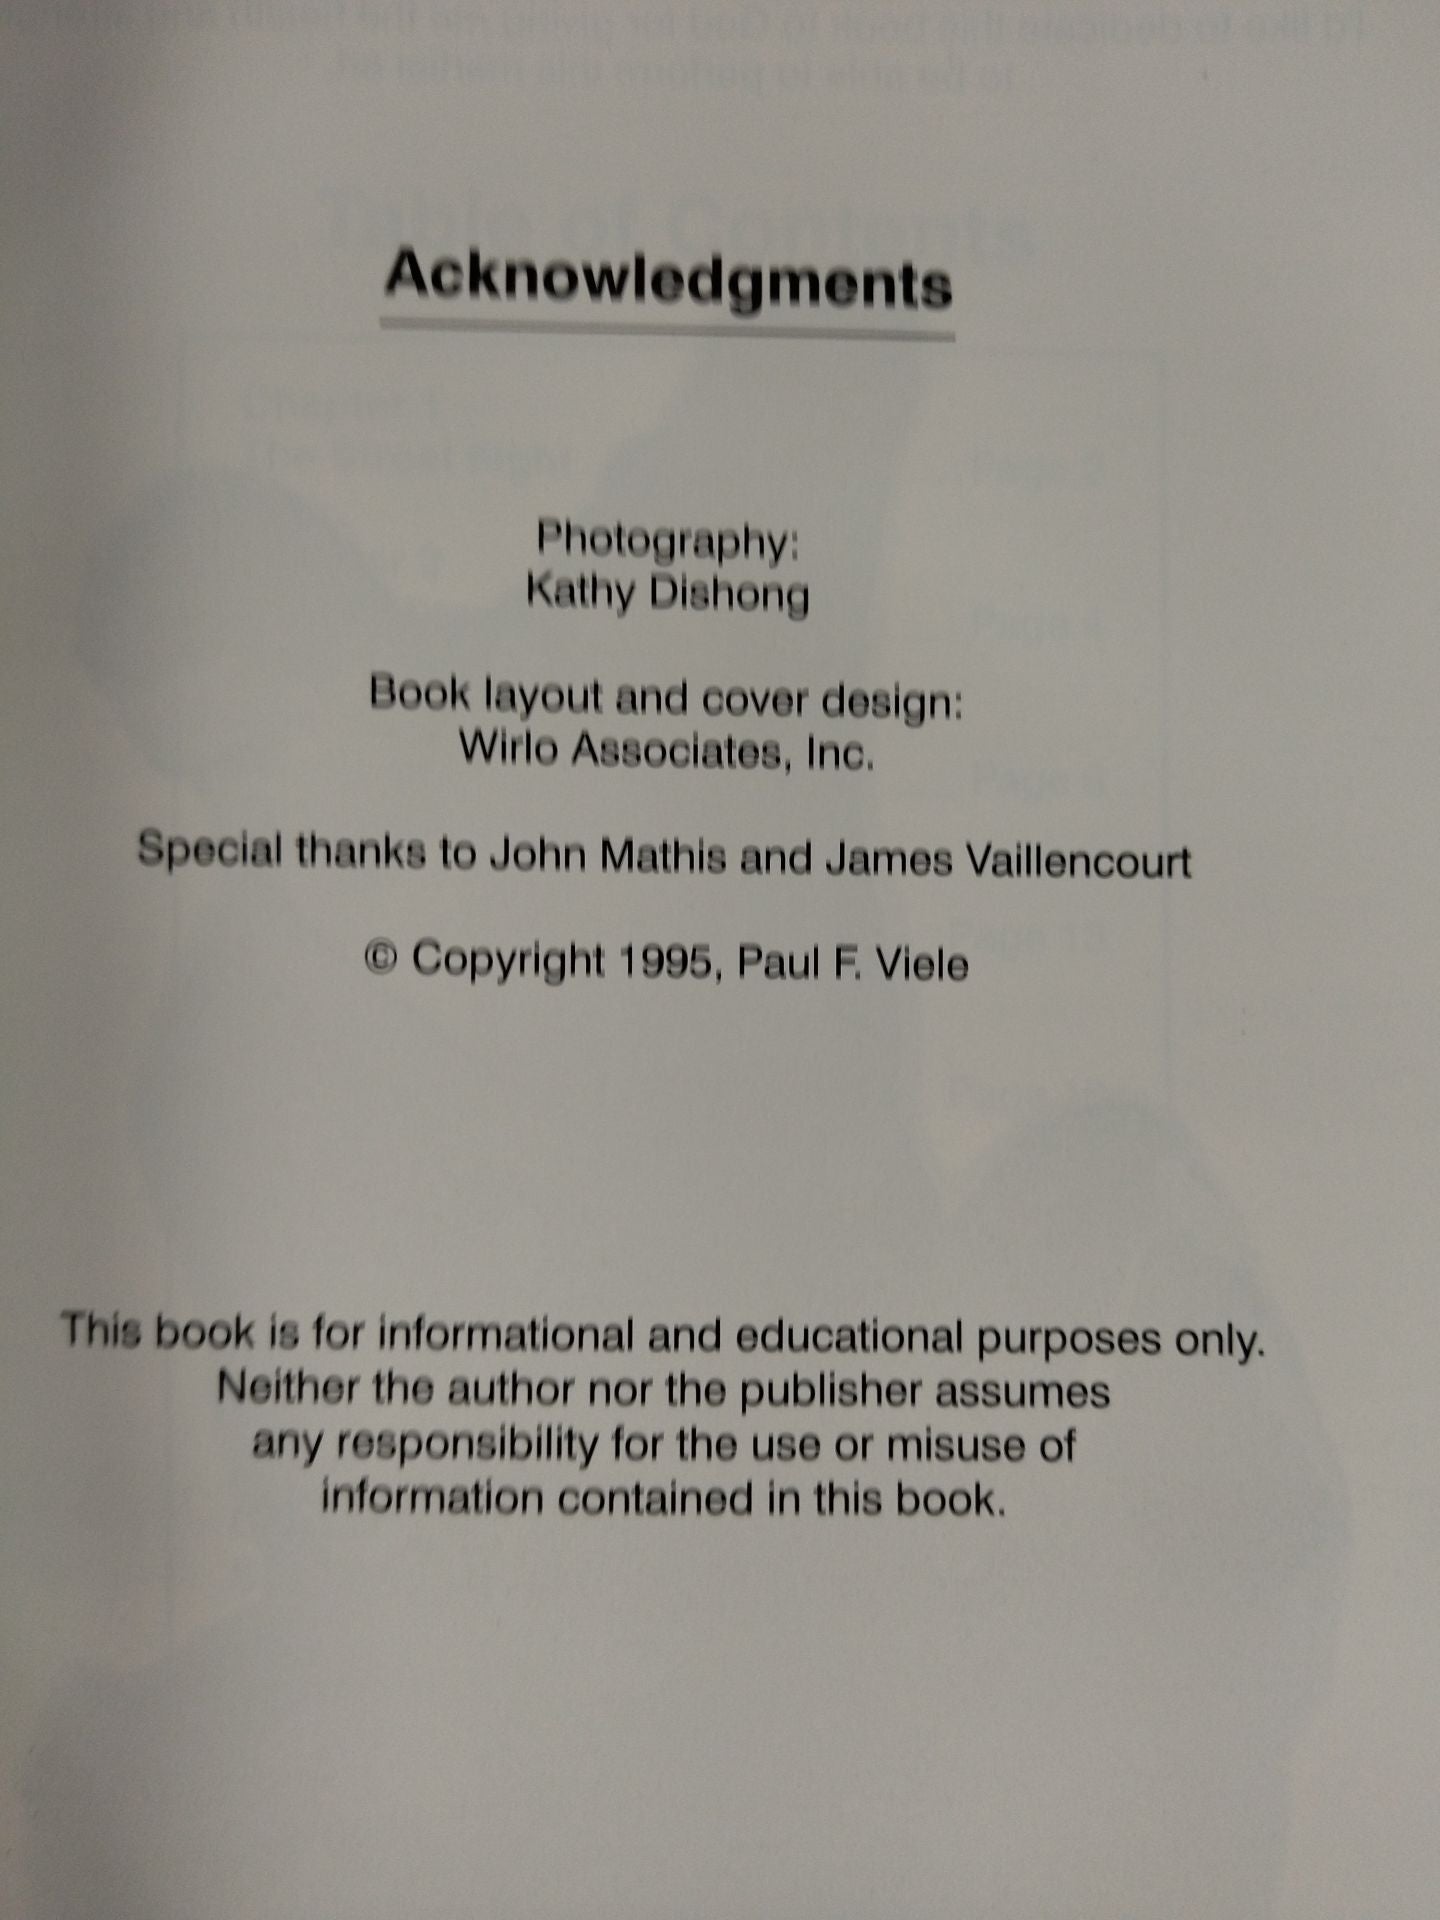 Acknowledgments
Photography:
Kathy Dishong
Book layout and cover design:
Wirlo Associates, Inc.
Special thanks to John Mathis and James Vaillencourt
© Copyright 1995, Paul F. Viele
This book is for informational and educational purposes only.
Neither the author nor the publisher assumes
any responsibility for the use or misuse of
information contained in this book.